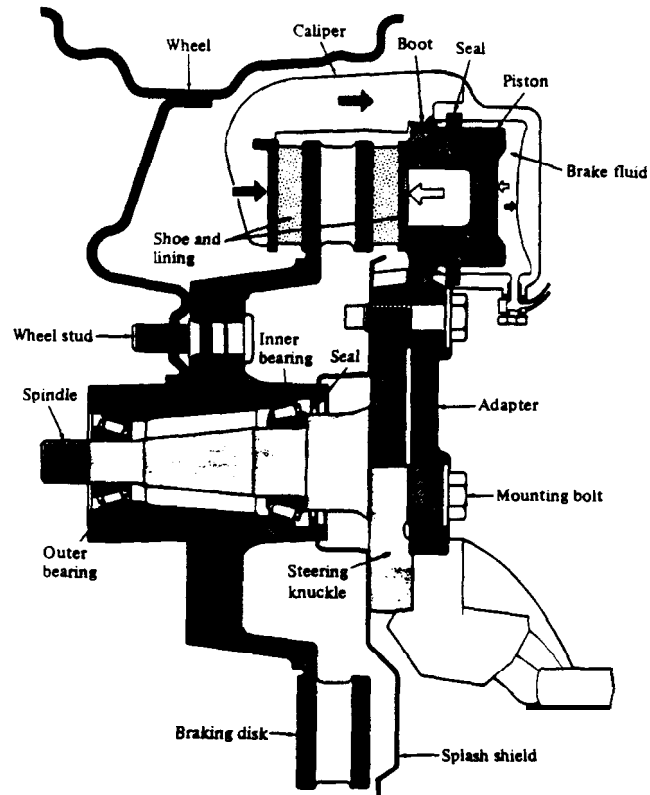 Caliper
Wheel
Boot
Seal
Piston
Brake fluid
Shoe and
lining
Wheel stud
Inner
bearing
Seal
Spindle
Adapter
Mounting bolt
Outer
bearing
Steering
knuckle
Braking disk
Splash shield